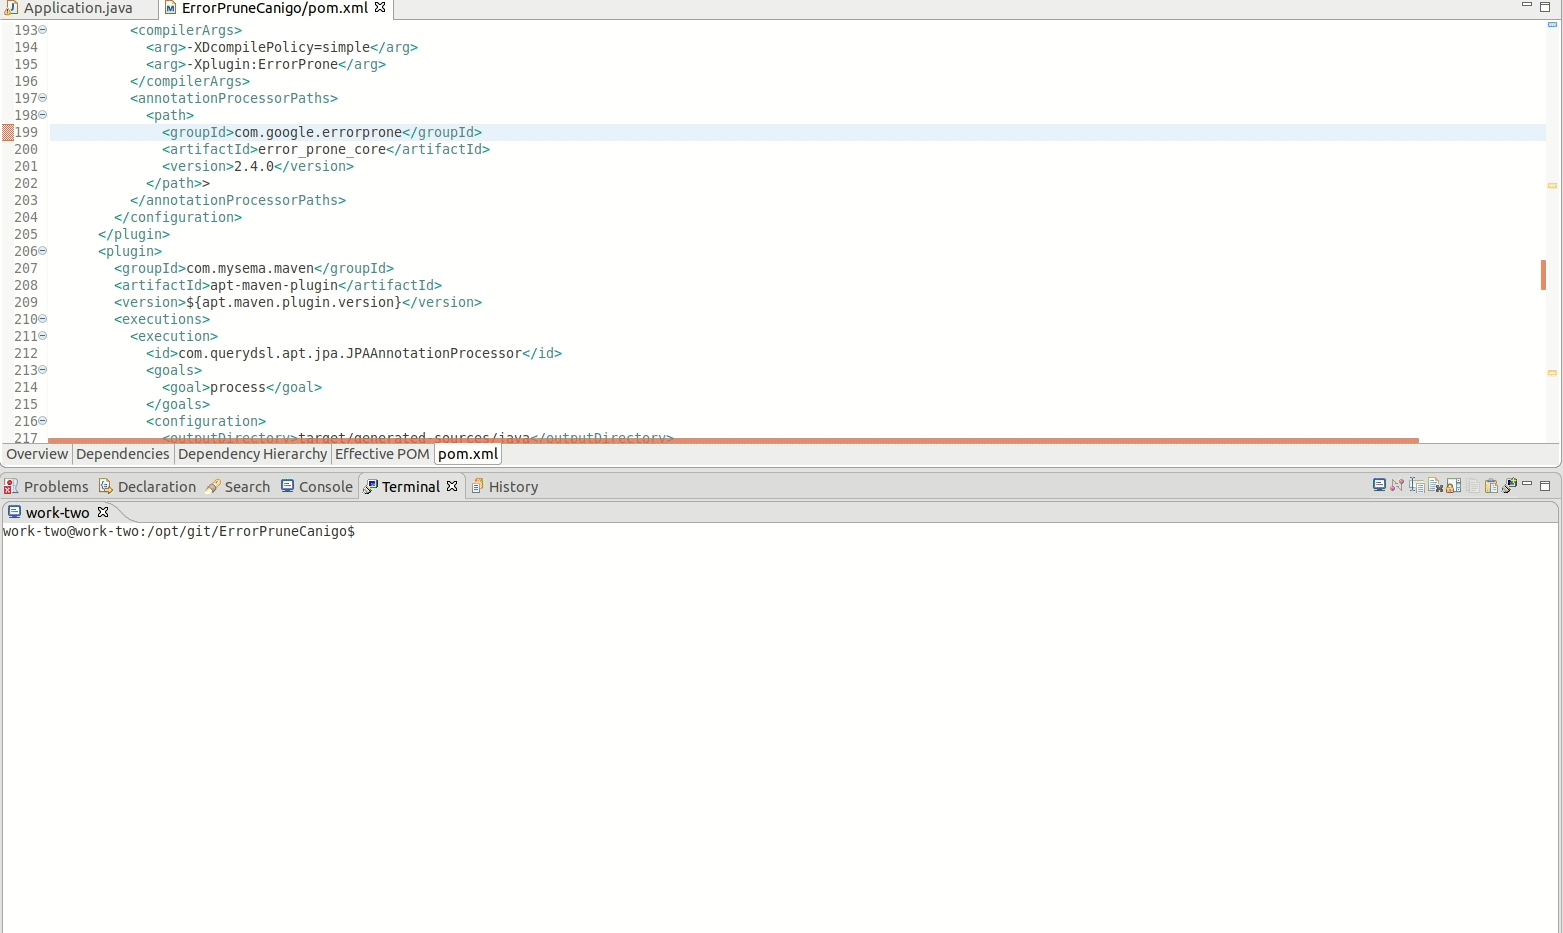 Application.java ErrorPruneCanigo/pom.xml
193 <compilerArgs>
194 <arg>-XDcompilePolicy=simple</arg>
195 <arg>-Xplugin:ErrorProne</arg>
196 </compilerArgs>
197 <annotationProcessorPaths>
198 <path>
199 <groupId>com.google.errorprone</groupId>
200 <artifactId>error_prone_core</artifactId>
201 <version>2.4.0</version>
202 </path>>
203 </annotationProcessorPaths>
204 </configuration>
205 </plugin>
206 <plugin>
207 <groupId>com.mysema.maven</groupId>
208 <artifactId>apt-maven-plugin</artifactId>
209 <version>${apt.maven.plugin.version}</version>
210 <executions>
211 <execution>
212 <id>com.querydsl.apt.jpa.JPAAnnotationProcessor</id>
213 <goals>
214 <goal>process</goal>
215 </goals>
216 <configuration>
217 <outputDirectory>target/generated-sources/java</outputDirectory>
Overview Dependencies Dependency Hierarchy Effective POM pom.xml
Problems Declaration Search Console Terminal History
work-two
work-two@work-two:/opt/git/ErrorPruneCanigo$